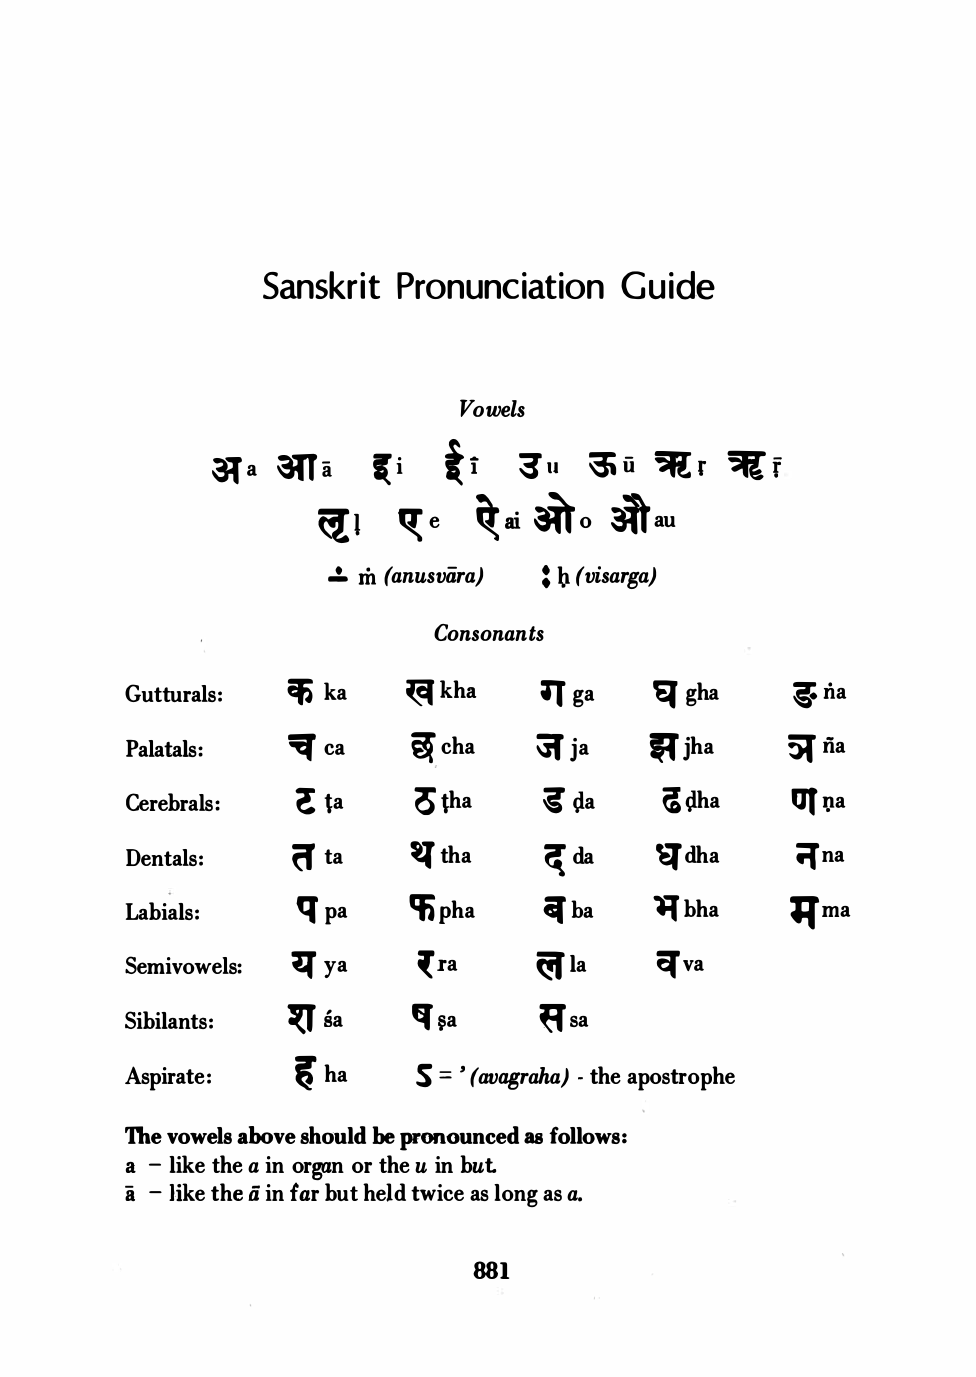 Sanskrit Pronunciation Guide
Vowels
अ a आ ā इ i ई î उ u ऊ ū ऋ ṛ ॠ ṝ
ऌ ḷ ए e ऐ ai ओ o औ au
ं ṁ (anusvāra) ः ḥ (visarga)
Consonants
Gutturals: क ka ख kha ग ga घ gha ङ ṅa
Palatals: च ca छ cha ज ja झ jha ञ ña
Cerebrals: ट ṭa ठ ṭha ड ḍa ढ ḍha ण ṇa
Dentals: त ta थ tha द da ध dha न na
Labials: प pa फ pha ब ba भ bha म ma
Semivowels: य ya र ra ल la व va
Sibilants: श śa ष ṣa स sa
Aspirate: ह ha ऽ = ’ (avagraha) - the apostrophe
The vowels above should be pronounced as follows:
a – like the a in organ or the u in but.
ā – like the ā in far but held twice as long as a.
881